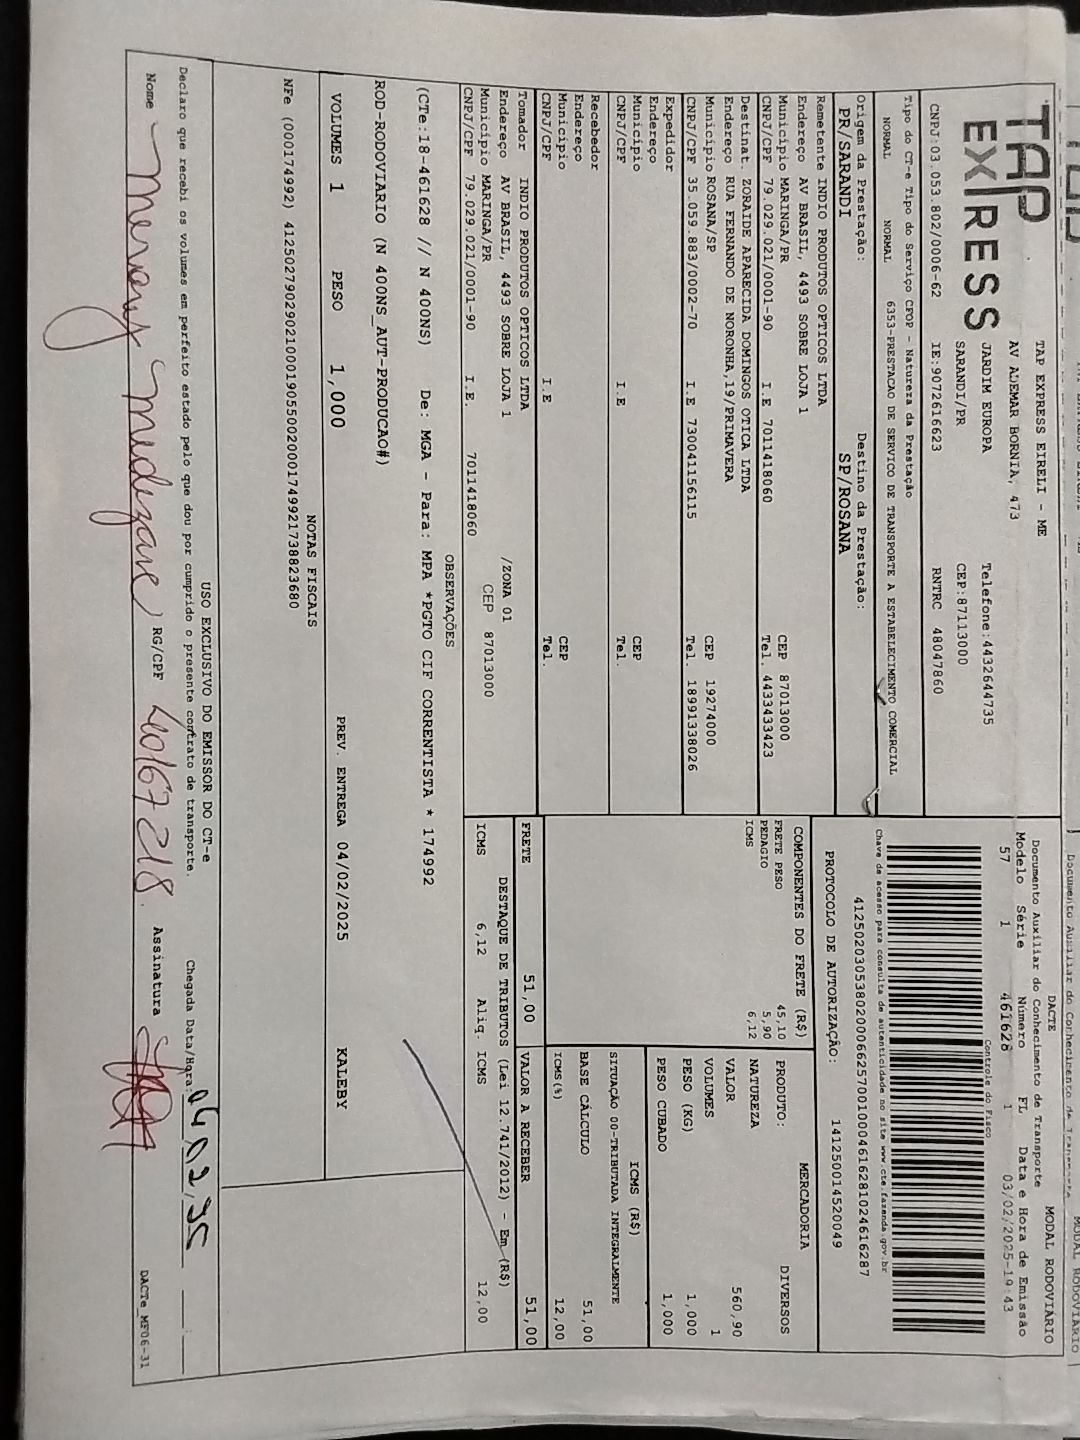 TAP
EXPRESS
TAP EXPRESS EIRELI - ME
AV ADEMAR BORNIA, 473
JARDIM EUROPA Telefone:4432644735
SARANDI/PR CEP:87113000
CNPJ:03.053.802/0006-62 IE:9072616623 RNTRC 48047860
Tipo do CT-e Tipo do Serviço CFOP - Natureza da Prestação
NORMAL NORMAL 6353-PRESTACAO DE SERVICO DE TRANSPORTE A ESTABELECIMENTO COMERCIAL
Origem da Prestação: Destino da Prestação:
PR/SARANDI SP/ROSANA
Remetente INDIO PRODUTOS OPTICOS LTDA
Endereço AV BRASIL, 4493 SOBRE LOJA 1
Município MARINGA/PR CEP 87013000
CNPJ/CPF 79.029.021/0001-90 I.E 7011418060 Tel. 4433433423
Destinat. ZORAIDE APARECIDA DOMINGOS OTICA LTDA
Endereço RUA FERNANDO DE NORONHA,19/PRIMAVERA
Município ROSANA/SP CEP 19274000
CNPJ/CPF 35.059.883/0002-70 I.E 730041156115 Tel. 18991338026
Expedidor
Endereço
Município CEP
CNPJ/CPF I.E Tel.
Recebedor
Endereço
Município CEP
CNPJ/CPF I.E Tel.
Tomador INDIO PRODUTOS OPTICOS LTDA
Endereço AV BRASIL, 4493 SOBRE LOJA 1 /ZONA 01
Município MARINGA/PR CEP 87013000
CNPJ/CPF 79.029.021/0001-90 I.E. 7011418060
DACTE MODAL RODOVIÁRIO
Documento Auxiliar do Conhecimento de Transporte
Modelo Série Número FL Data e Hora de Emissão
57 1 461628 1 03/02/2025-19:43
Controle do Fisco
Chave de acesso para consulta de autenticidade no site www.cte.fazenda.gov.br
41250203053802000662570010004616281024616287
PROTOCOLO DE AUTORIZAÇÃO: 141250014520049
COMPONENTES DO FRETE (R$)
FRETE PESO 45,10
PEDAGIO 5,90
ICMS 6,12
MERCADORIA
PRODUTO: DIVERSOS
NATUREZA
VALOR 560,90
VOLUMES 1
PESO (KG) 1,000
PESO CUBADO 1,000
ICMS (R$)
SITUAÇÃO 00-TRIBUTADA INTEGRALMENTE
BASE CÁLCULO 51,00
ICMS(%) 12,00
FRETE 51,00 VALOR A RECEBER 51,00
DESTAQUE DE TRIBUTOS (Lei 12.741/2012) - Em (R$)
ICMS 6,12 Aliq. ICMS 12,00
OBSERVAÇÕES
(CTe:18-461628 // N 400NS) De: MGA - Para: MPA *PGTO CIF CORRENTISTA * 174992
ROD-RODOVIARIO (N 400NS_AUT-PRODUCAO#)
VOLUMES 1 PESO 1,000 PREV. ENTREGA 04/02/2025 KALEBY
NOTAS FISCAIS
NFe (000174992) 41250279029021000190550020001749921738823680
USO EXCLUSIVO DO EMISSOR DO CT-e
Declaro que recebi os volumes em perfeito estado pelo que dou por cumprido o presente contrato de transporte. Chegada Data/Hora: 04,02,25
Nome RG/CPF Assinatura
DACTe_MF06-31